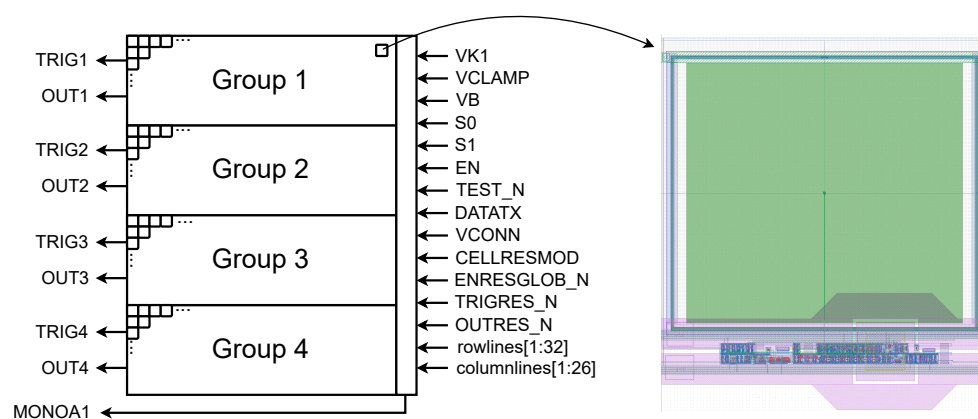 TRIG1
OUT1
Group 1
TRIG2
OUT2
Group 2
TRIG3
OUT3
Group 3
TRIG4
OUT4
Group 4
MONOA1
VK1
VCLAMP
VB
S0
S1
EN
TEST_N
DATATX
VCONN
CELLRESMOD
ENRESGLOB_N
TRIGRES_N
OUTRES_N
rowlines[1:32]
columnlines[1:26]